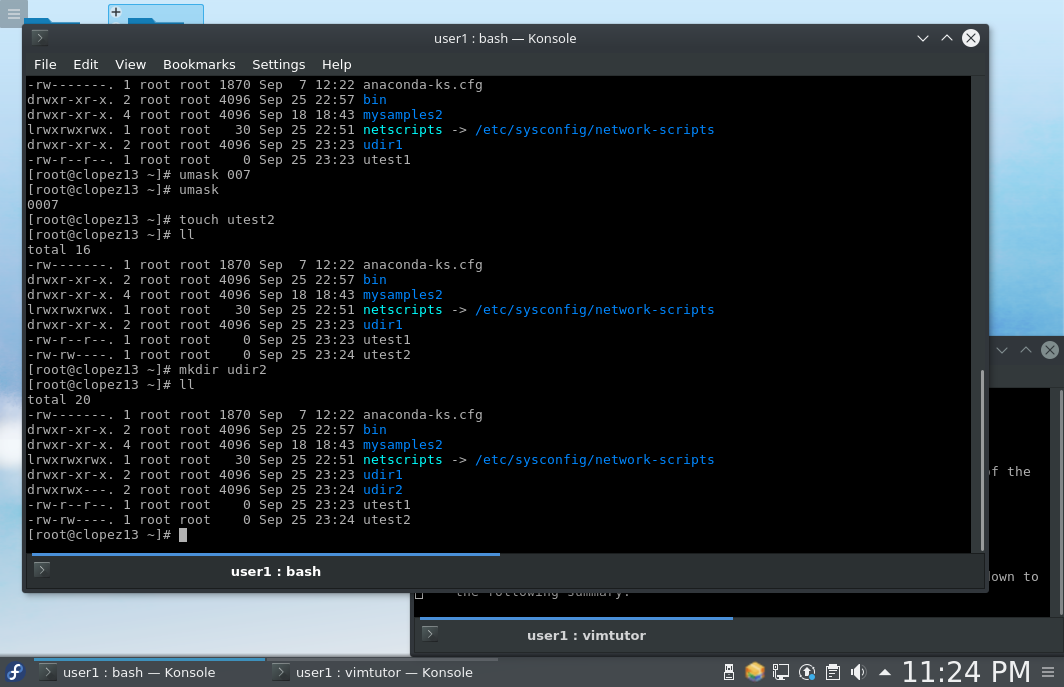 user1 : bash — Konsole
File Edit View Bookmarks Settings Help
-rw-------. 1 root root 1870 Sep  7 12:22 anaconda-ks.cfg
drwxr-xr-x. 2 root root 4096 Sep 25 22:57 bin
drwxr-xr-x. 4 root root 4096 Sep 18 18:43 mysamples2
lrwxrwxrwx. 1 root root   30 Sep 25 22:51 netscripts -> /etc/sysconfig/network-scripts
drwxr-xr-x. 2 root root 4096 Sep 25 23:23 udir1
-rw-r--r--. 1 root root    0 Sep 25 23:23 utest1
[root@clopez13 ~]# umask 007
[root@clopez13 ~]# umask
0007
[root@clopez13 ~]# touch utest2
[root@clopez13 ~]# ll
total 16
-rw-------. 1 root root 1870 Sep  7 12:22 anaconda-ks.cfg
drwxr-xr-x. 2 root root 4096 Sep 25 22:57 bin
drwxr-xr-x. 4 root root 4096 Sep 18 18:43 mysamples2
lrwxrwxrwx. 1 root root   30 Sep 25 22:51 netscripts -> /etc/sysconfig/network-scripts
drwxr-xr-x. 2 root root 4096 Sep 25 23:23 udir1
-rw-r--r--. 1 root root    0 Sep 25 23:23 utest1
-rw-rw----. 1 root root    0 Sep 25 23:24 utest2
[root@clopez13 ~]# mkdir udir2
[root@clopez13 ~]# ll
total 20
-rw-------. 1 root root 1870 Sep  7 12:22 anaconda-ks.cfg
drwxr-xr-x. 2 root root 4096 Sep 25 22:57 bin
drwxr-xr-x. 4 root root 4096 Sep 18 18:43 mysamples2
lrwxrwxrwx. 1 root root   30 Sep 25 22:51 netscripts -> /etc/sysconfig/network-scripts
drwxr-xr-x. 2 root root 4096 Sep 25 23:23 udir1
drwxrwx---. 2 root root 4096 Sep 25 23:24 udir2
-rw-r--r--. 1 root root    0 Sep 25 23:23 utest1
-rw-rw----. 1 root root    0 Sep 25 23:24 utest2
[root@clopez13 ~]#
user1 : bash
of the
down to
the following summary.
user1 : vimtutor
user1 : bash — Konsole
user1 : vimtutor — Konsole
11:24 PM